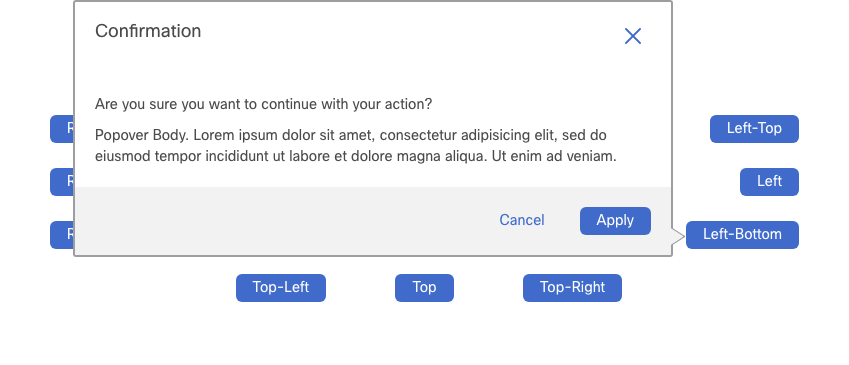 Confirmation
Are you sure you want to continue with your action?
Popover Body. Lorem ipsum dolor sit amet, consectetur adipisicing elit, sed do
eiusmod tempor incididunt ut labore et dolore magna aliqua. Ut enim ad veniam.
Cancel
Apply
Left-Top
Left
Left-Bottom
Top-Left
Top
Top-Right